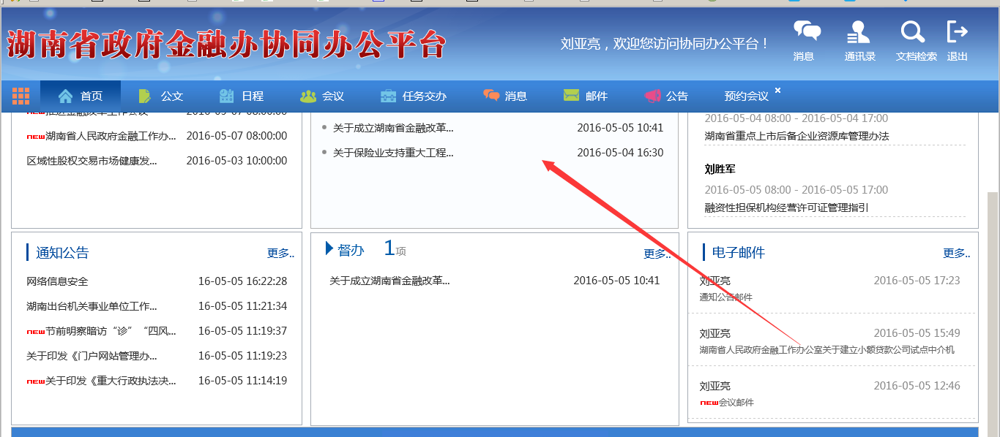 湖南省政府金融办协同办公平台
刘亚亮，欢迎您访问协同办公平台！
消息 通讯录 文档检索 退出
首页 公文 日程 会议 任务交办 消息 邮件 公告 预约会议 ×
new湖南省人民政府金融工作办... 2016-05-07 08:00:00
区域性股权交易市场健康发... 2016-05-03 10:00:00
关于成立湖南省金融改革... 2016-05-05 10:41
关于保险业支持重大工程... 2016-05-04 16:30
2016-05-04 08:00 - 2016-05-04 17:00
湖南省重点上市后备企业资源库管理办法
刘胜军
2016-05-05 08:00 - 2016-05-05 17:00
融资性担保机构经营许可证管理指引
通知公告 更多..
网络信息安全 16-05-05 16:22:28
湖南出台机关事业单位工作... 16-05-05 11:21:34
new节前明察暗访“诊”“四风... 16-05-05 11:19:37
关于印发《门户网站管理办... 16-05-05 11:19:23
new关于印发《重大行政执法决... 16-05-05 11:14:19
督办 1项 更多..
关于成立湖南省金融改革... 2016-05-05 10:41
电子邮件 更多..
刘亚亮 2016-05-05 17:23
通知公告邮件
刘亚亮 2016-05-05 15:49
湖南省人民政府金融工作办公室关于建立小额贷款公司试点中介机
刘亚亮 2016-05-05 12:46
new会议邮件